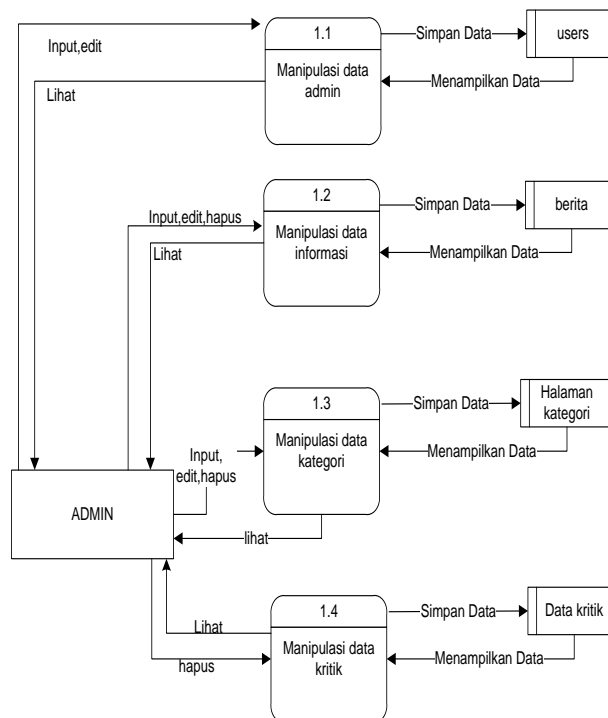 Input,edit
Lihat
1.1
Manipulasi data
admin
Simpan Data
Menampilkan Data
users
Input,edit,hapus
Lihat
1.2
Manipulasi data
informasi
Simpan Data
Menampilkan Data
berita
ADMIN
Input,
edit,hapus
lihat
1.3
Manipulasi data
kategori
Simpan Data
Menampilkan Data
Halaman
kategori
Lihat
hapus
1.4
Manipulasi data
kritik
Simpan Data
Menampilkan Data
Data kritik